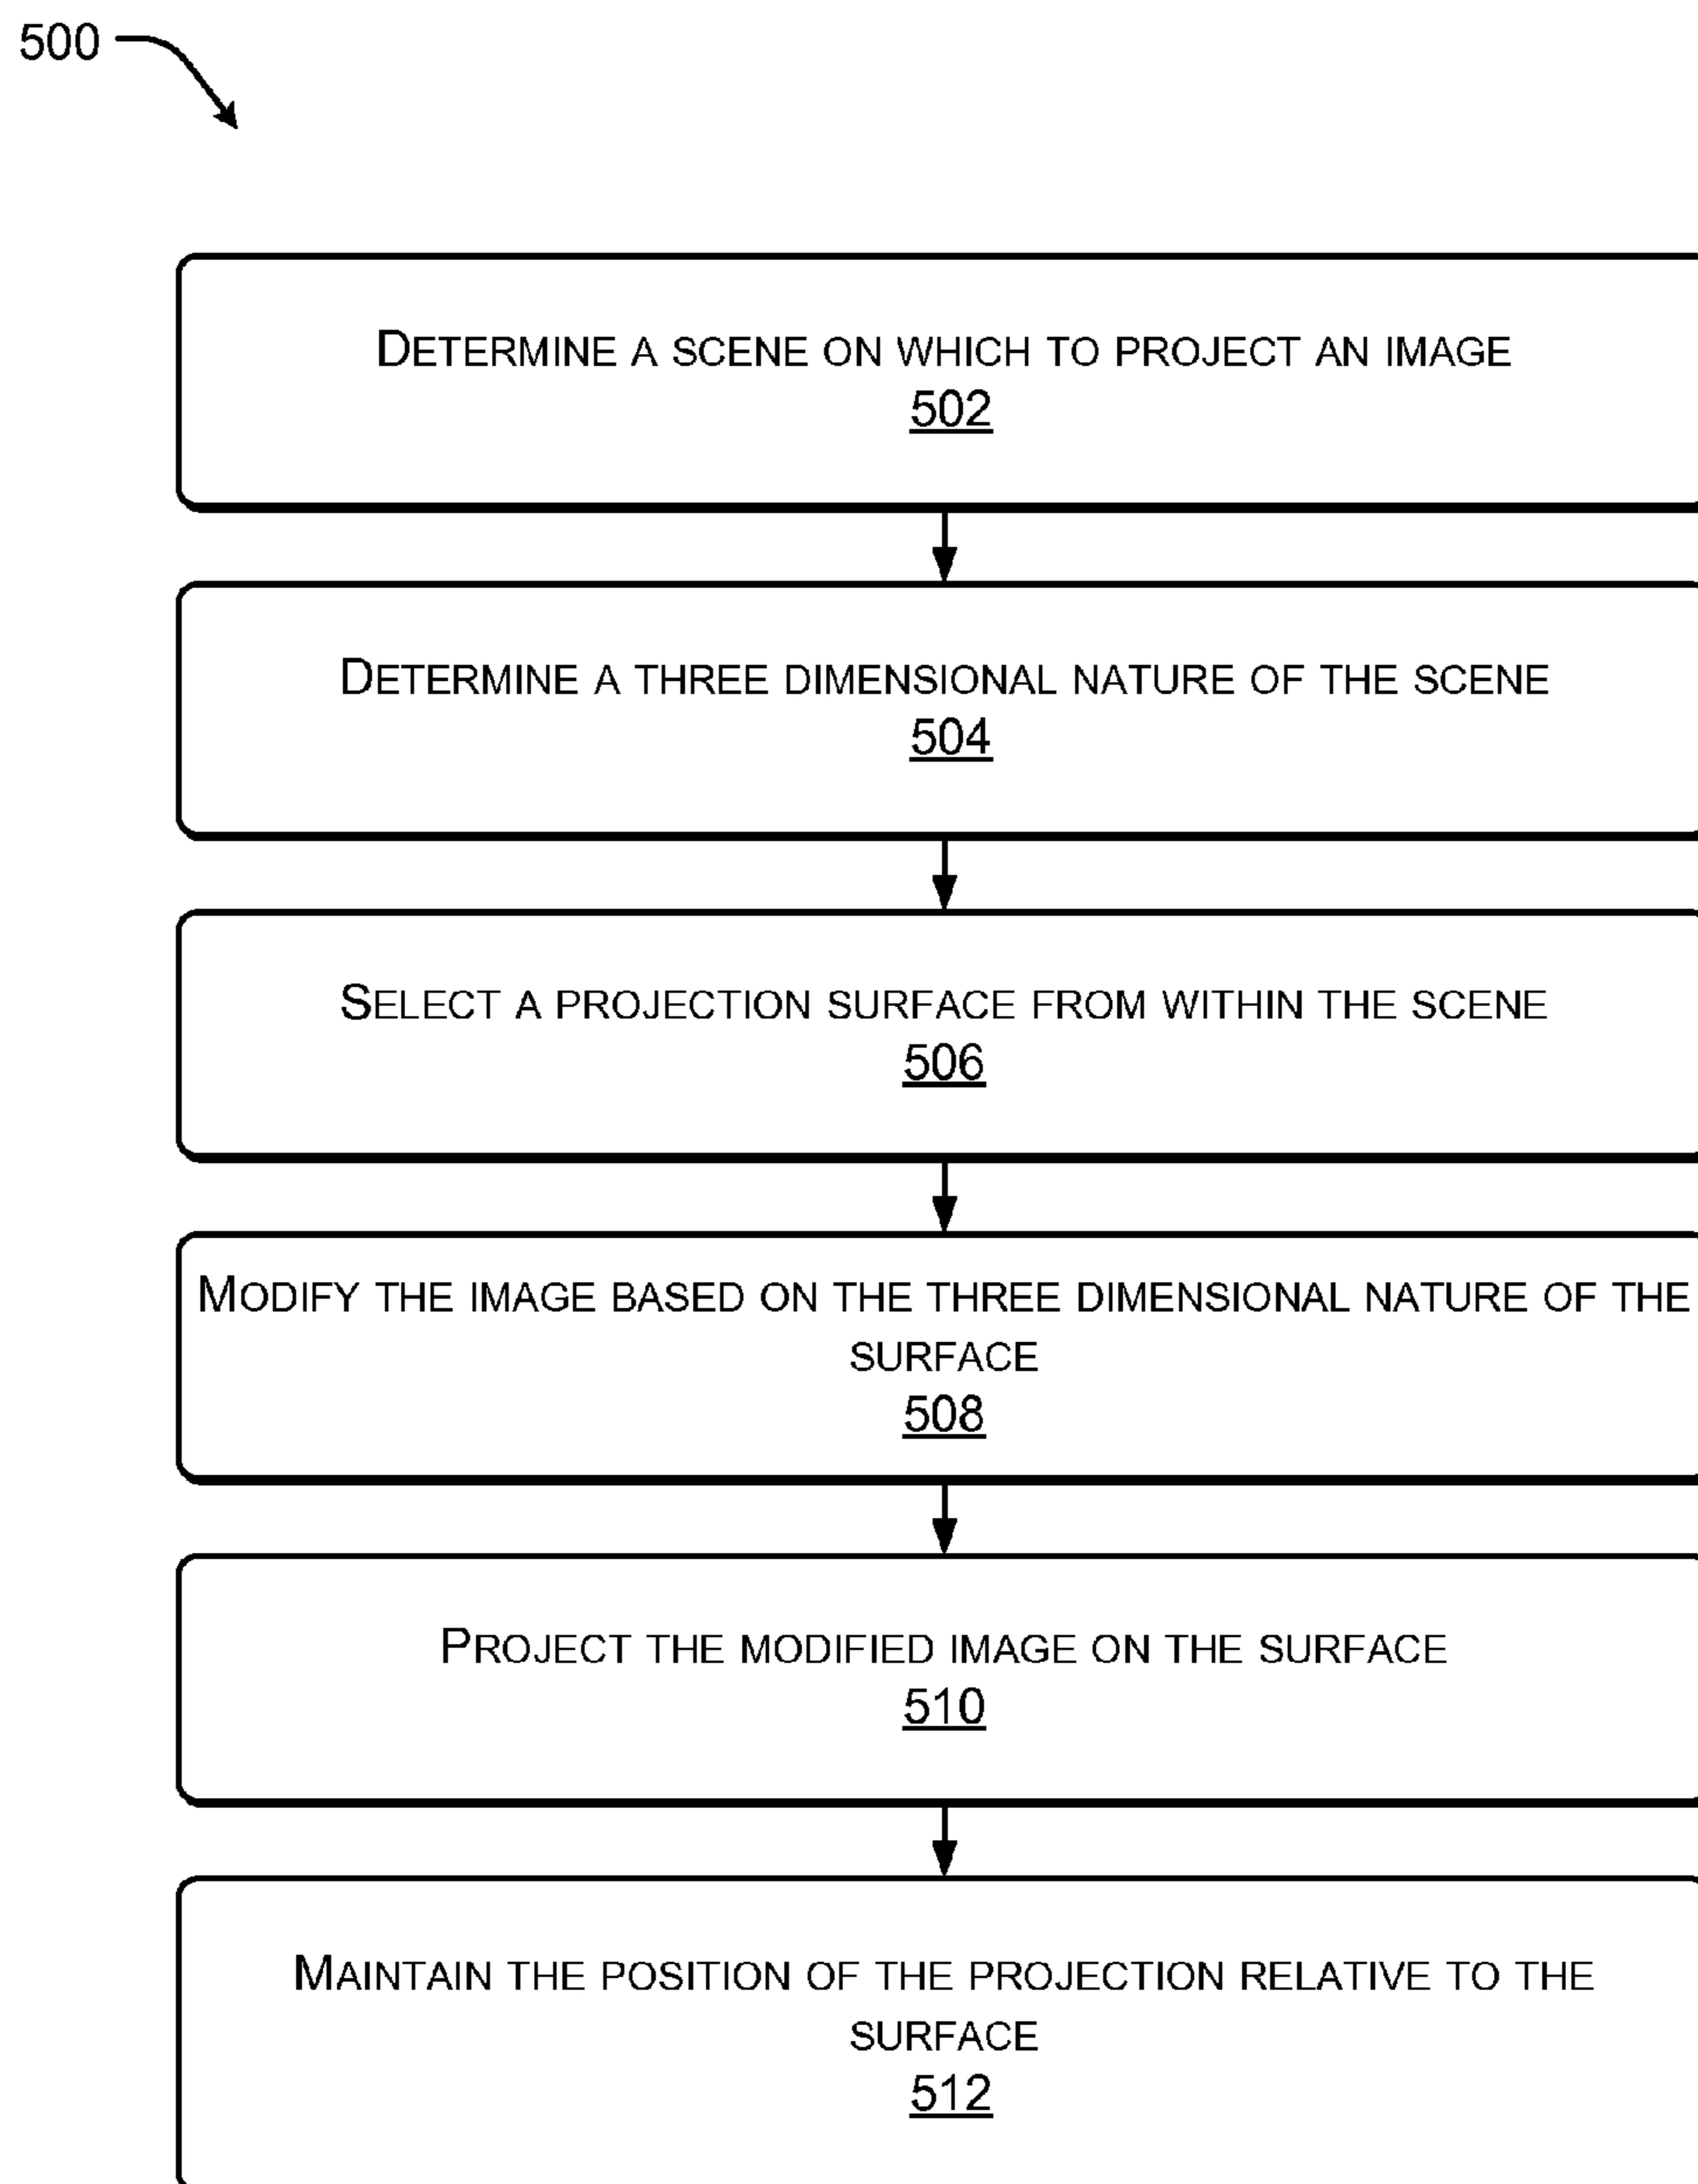 500
DETERMINE A SCENE ON WHICH TO PROJECT AN IMAGE
502
DETERMINE A THREE DIMENSIONAL NATURE OF THE SCENE
504
SELECT A PROJECTION SURFACE FROM WITHIN THE SCENE
506
MODIFY THE IMAGE BASED ON THE THREE DIMENSIONAL NATURE OF THE
SURFACE
508
PROJECT THE MODIFIED IMAGE ON THE SURFACE
510
MAINTAIN THE POSITION OF THE PROJECTION RELATIVE TO THE
SURFACE
512